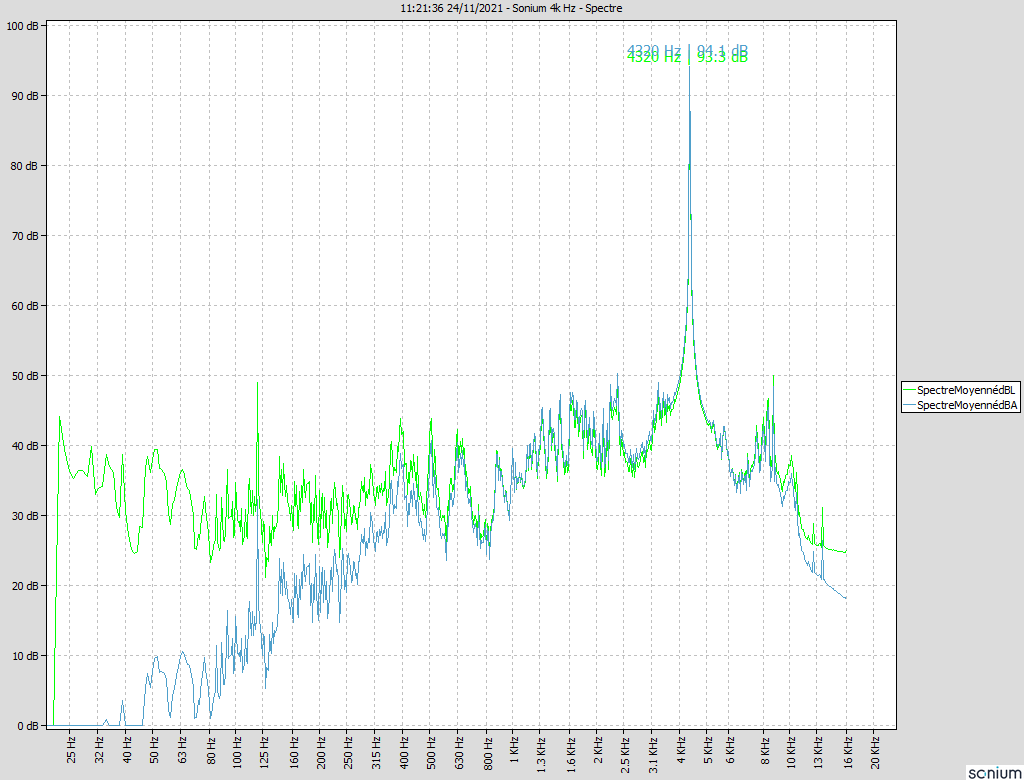 11:21:36 24/11/2021 - Sonium 4k Hz - Spectre
100 dB
4320 Hz | 94.1 dB
4320 Hz | 93.3 dB
90 dB
80 dB
70 dB
60 dB
50 dB
SpectreMoyennédBL
SpectreMoyennédBA
40 dB
30 dB
20 dB
10 dB
0 dB
25 Hz
32 Hz
40 Hz
50 Hz
63 Hz
80 Hz
100 Hz
125 Hz
160 Hz
200 Hz
250 Hz
315 Hz
400 Hz
500 Hz
630 Hz
800 Hz
1 KHz
1.3 KHz
1.6 KHz
2 KHz
2.5 KHz
3.1 KHz
4 KHz
5 KHz
6 KHz
8 KHz
10 KHz
13 KHz
16 KHz
20 KHz
sonium